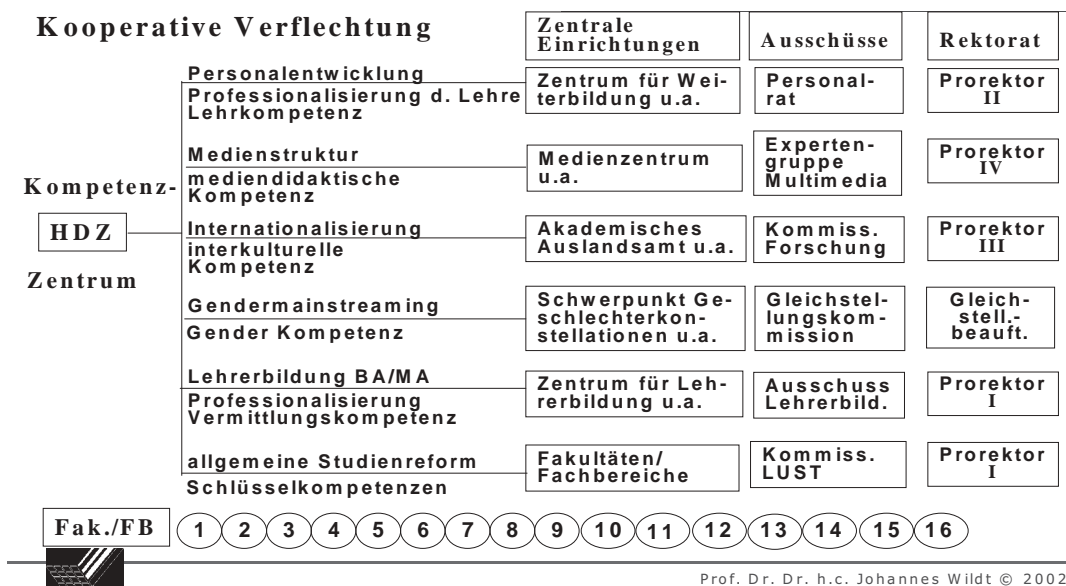 Kooperative Verflechtung
Zentrale
Einrichtungen
Ausschüsse
Rektorat
Personalentwicklung
Professionalisierung d. Lehre
Lehrkompetenz
Zentrum für Wei-
terbildung u.a.
Personal-
rat
Prorektor
II
Medienstruktur
mediendidaktische
Kompetenz
Medienzentrum
u.a.
Experten-
gruppe
Multimedia
Prorektor
IV
Kompetenz-
HDZ
Zentrum
Internationalisierung
interkulturelle
Kompetenz
Akademisches
Auslandsamt u.a.
Kommiss.
Forschung
Prorektor
III
Gendermainstreaming
Gender Kompetenz
Schwerpunkt Ge-
schlechterkon-
stellationen u.a.
Gleichstel-
lungskom-
mission
Gleich-
stell.-
beauft.
Lehrerbildung BA/MA
Professionalisierung
Vermittlungskompetenz
Zentrum für Leh-
rerbildung u.a.
Ausschuss
Lehrerbild.
Prorektor
I
allgemeine Studienreform
Schlüsselkompetenzen
Fakultäten/
Fachbereiche
Kommiss.
LUST
Prorektor
I
Fak./FB 1 2 3 4 5 6 7 8 9 10 11 12 13 14 15 16
Prof. Dr. Dr. h.c. Johannes Wildt © 2002